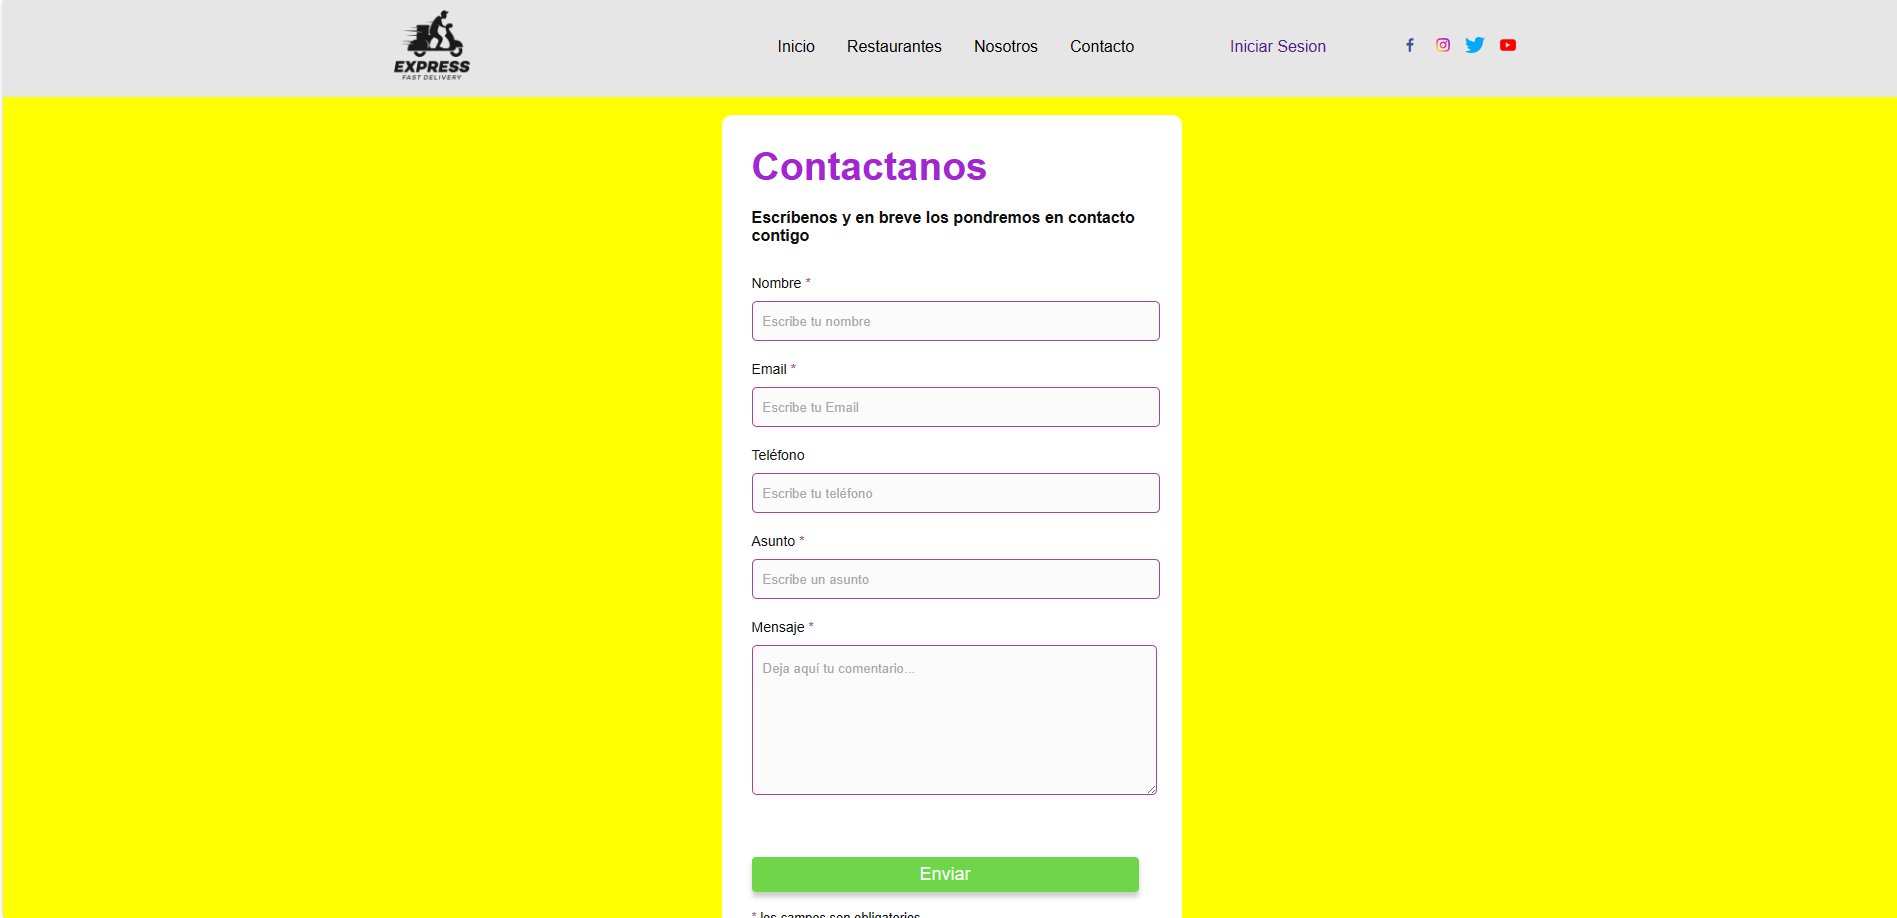 EXPRESS
FAST DELIVERY
Inicio Restaurantes Nosotros Contacto Iniciar Sesion
Contactanos
Escríbenos y en breve los pondremos en contacto
contigo
Nombre *
Escribe tu nombre
Email *
Escribe tu Email
Teléfono
Escribe tu teléfono
Asunto *
Escribe un asunto
Mensaje *
Deja aquí tu comentario...
Enviar
* los campos son obligatorios